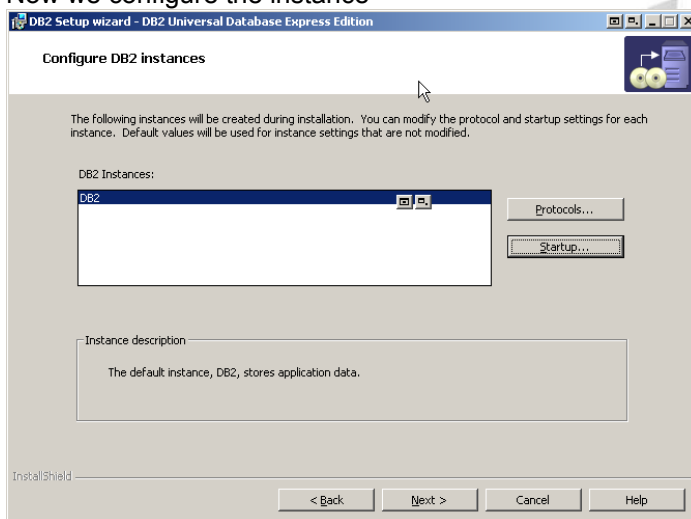 Now we configure the instance
DB2 Setup wizard - DB2 Universal Database Express Edition
Configure DB2 instances
The following instances will be created during installation. You can modify the protocol and startup settings for each
instance. Default values will be used for instance settings that are not modified.
DB2 Instances:
DB2
Protocols...
Startup...
Instance description
The default instance, DB2, stores application data.
InstallShield
< Back
Next >
Cancel
Help